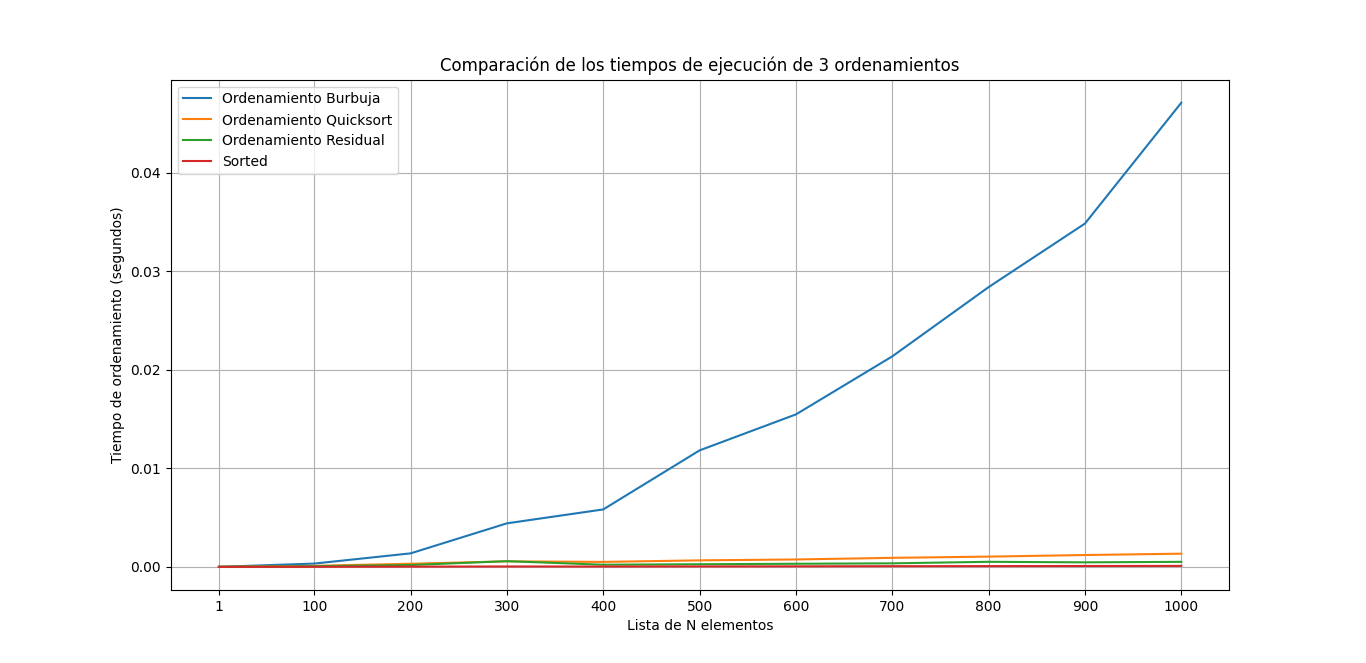 Comparación de los tiempos de ejecución de 3 ordenamientos
Ordenamiento Burbuja
Ordenamiento Quicksort
Ordenamiento Residual
Sorted
Tiempo de ordenamiento (segundos)
0.04
0.03
0.02
0.01
0.00
1 100 200 300 400 500 600 700 800 900 1000
Lista de N elementos